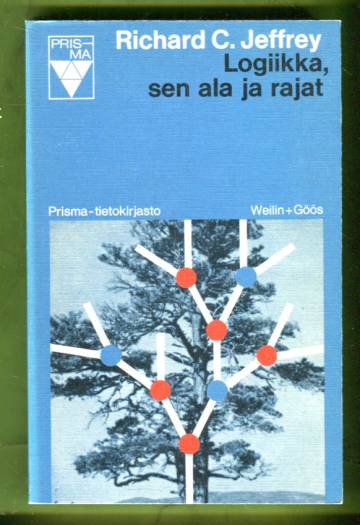 PRIS
MA
Richard C. Jeffrey
Logiikka,
sen ala ja rajat
Prisma-tietokirjasto
Weilin+Göös